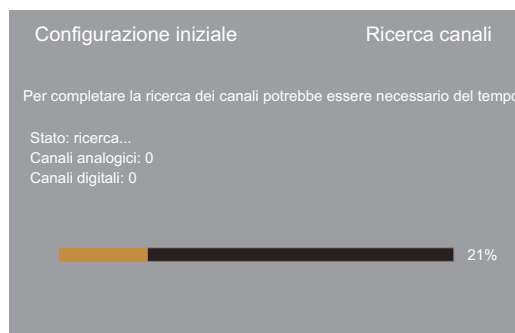 Configurazione iniziale Ricerca canali
Per completare la ricerca dei canali potrebbe essere necessario del tempo
Stato: ricerca...
Canali analogici: 0
Canali digitali: 0
21%